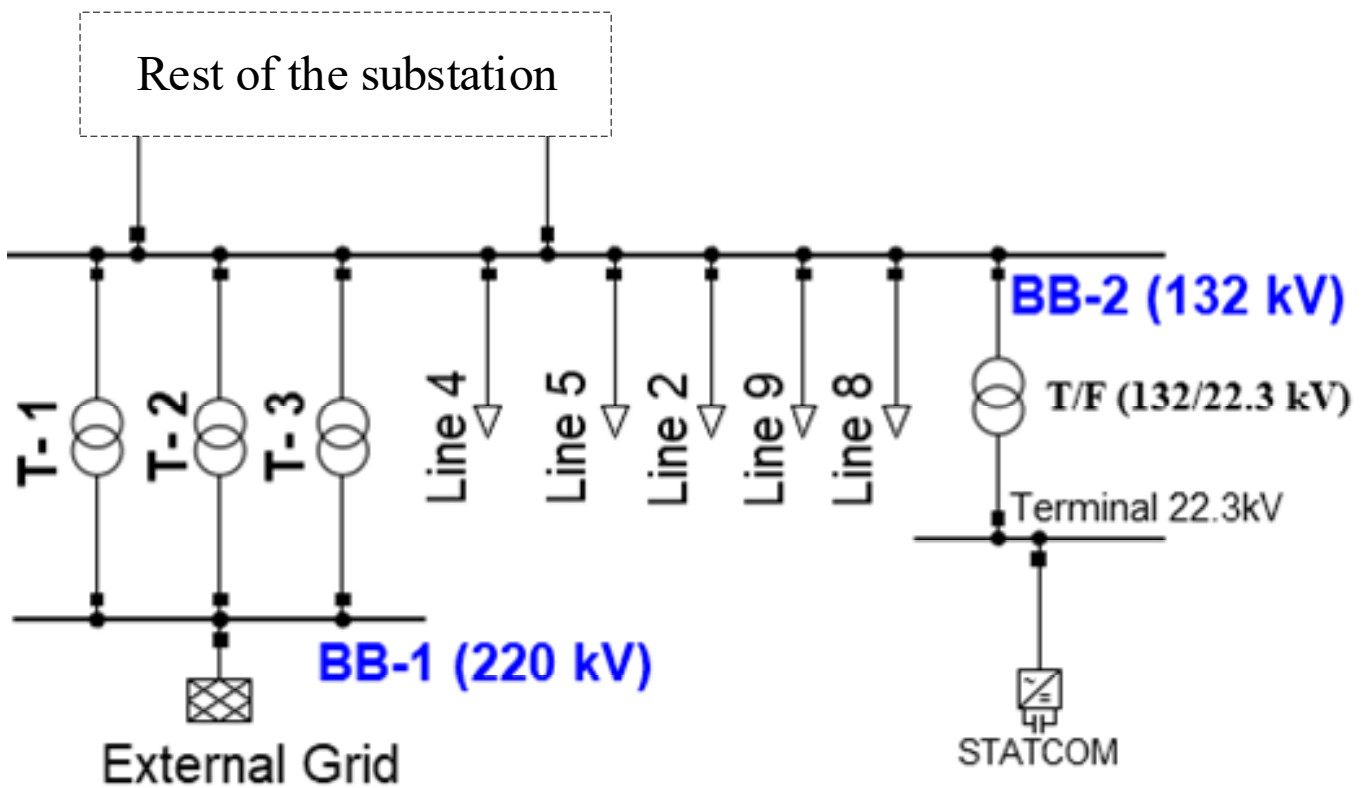 Rest of the substation
BB-2 (132 kV)
T- 1
T- 2
T- 3
Line 4
Line 5
Line 2
Line 9
Line 8
T/F (132/22.3 kV)
Terminal 22.3kV
BB-1 (220 kV)
External Grid
STATCOM